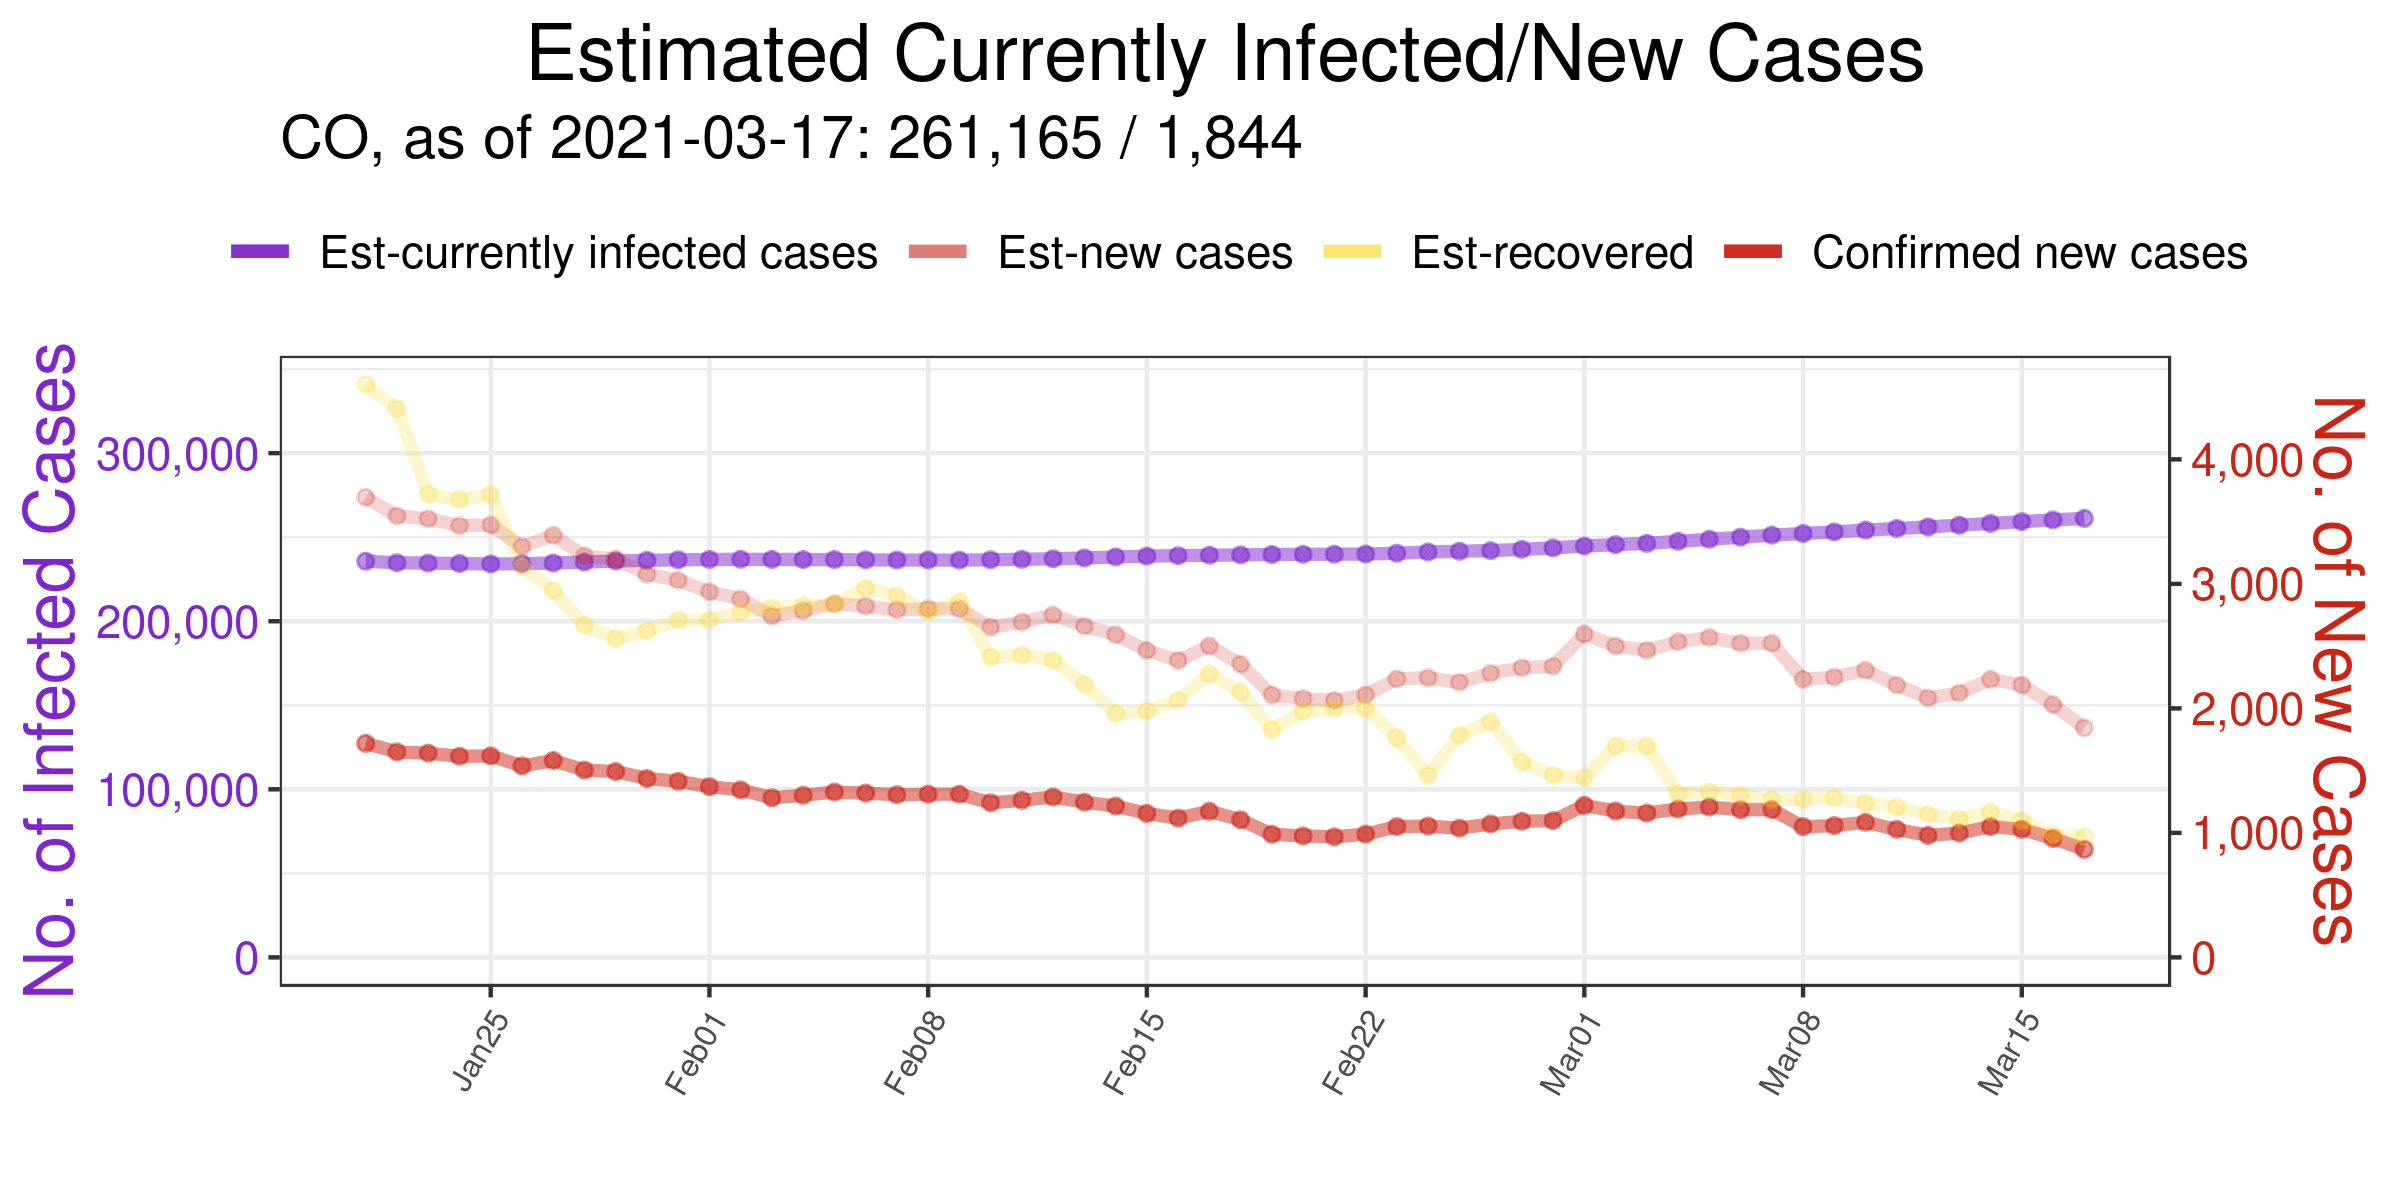 Estimated Currently Infected/New Cases
CO, as of 2021-03-17: 261,165 / 1,844
Est-currently infected cases Est-new cases Est-recovered Confirmed new cases
No. of Infected Cases
300,000
200,000
100,000
0
4,000
3,000
2,000
1,000
0
No. of New Cases
Jan25 Feb01 Feb08 Feb15 Feb22 Mar01 Mar08 Mar15